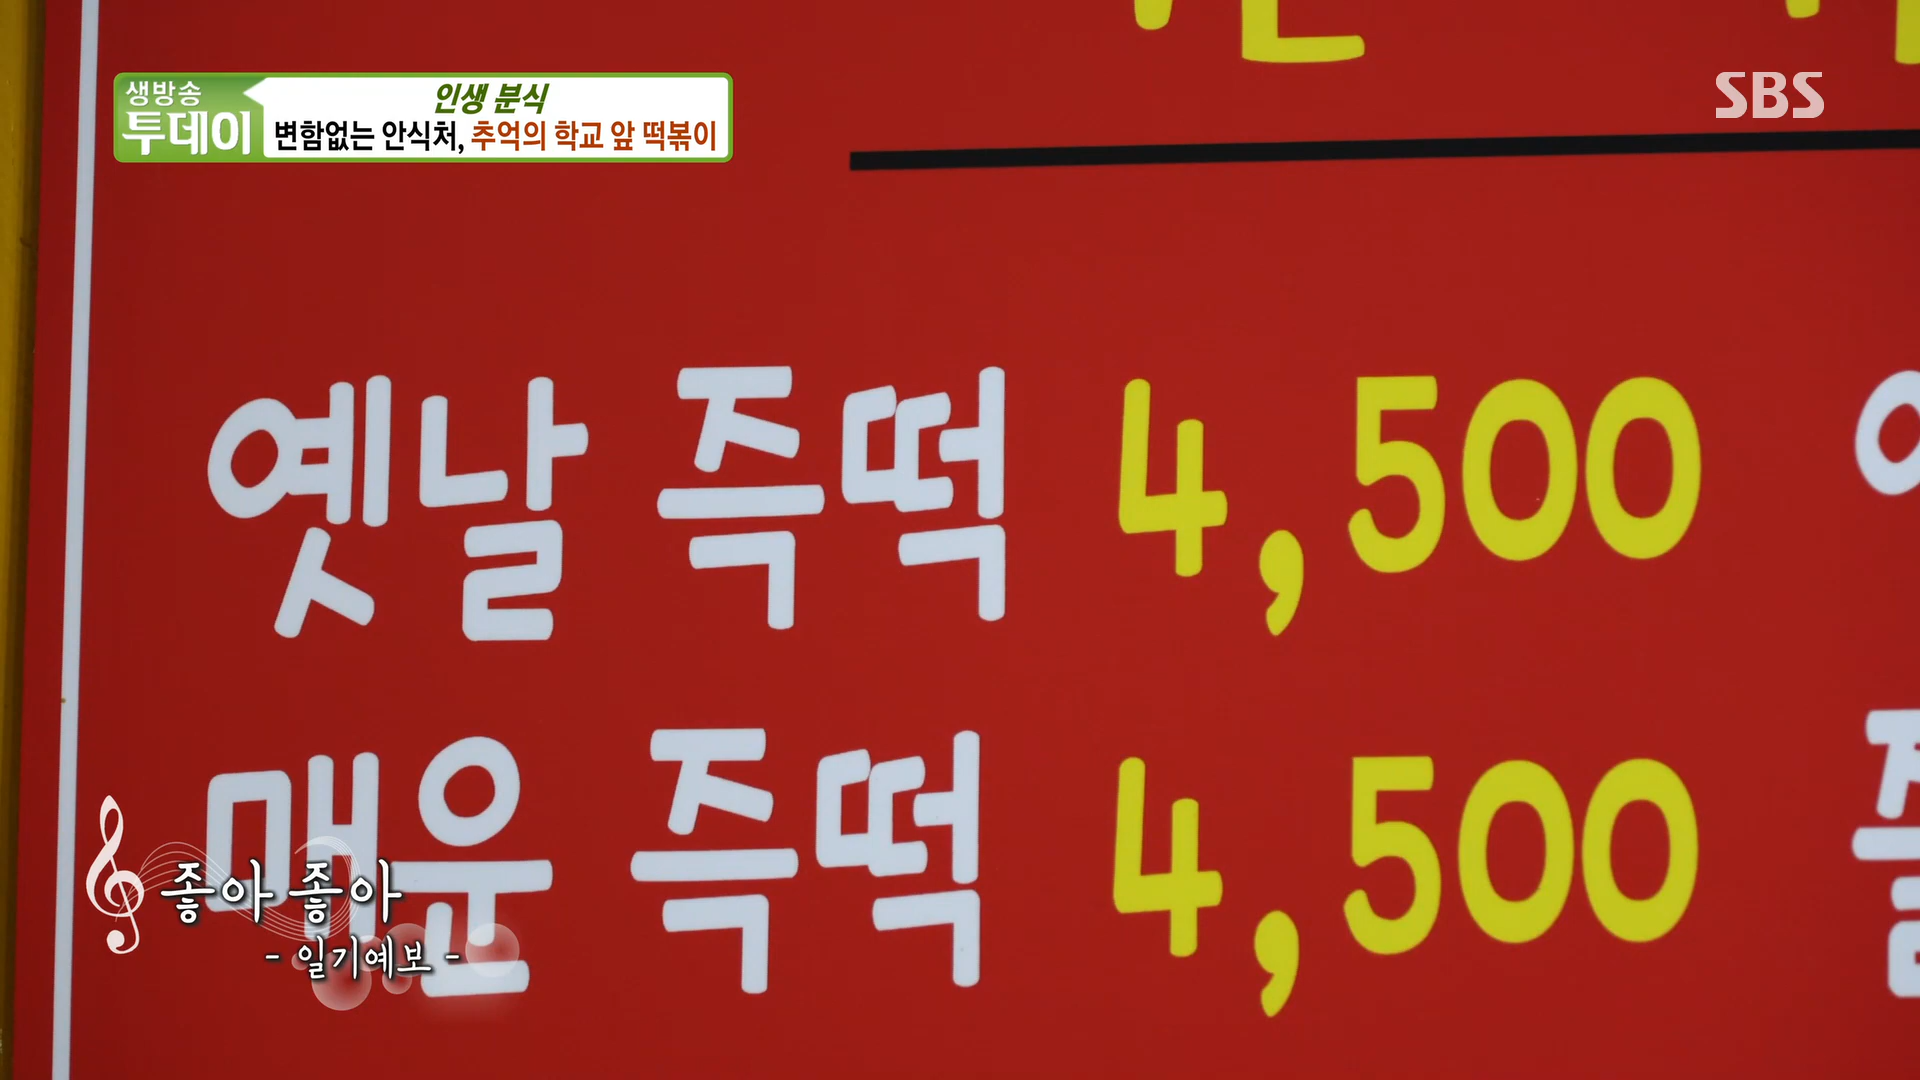 생방송 투데이
인생 분식
변함없는 안식처, 추억의 학교 앞 떡볶이
SBS
옛날 즉떡 4,500
매운 즉떡 4,500
좋아 좋아
- 일기예보 -